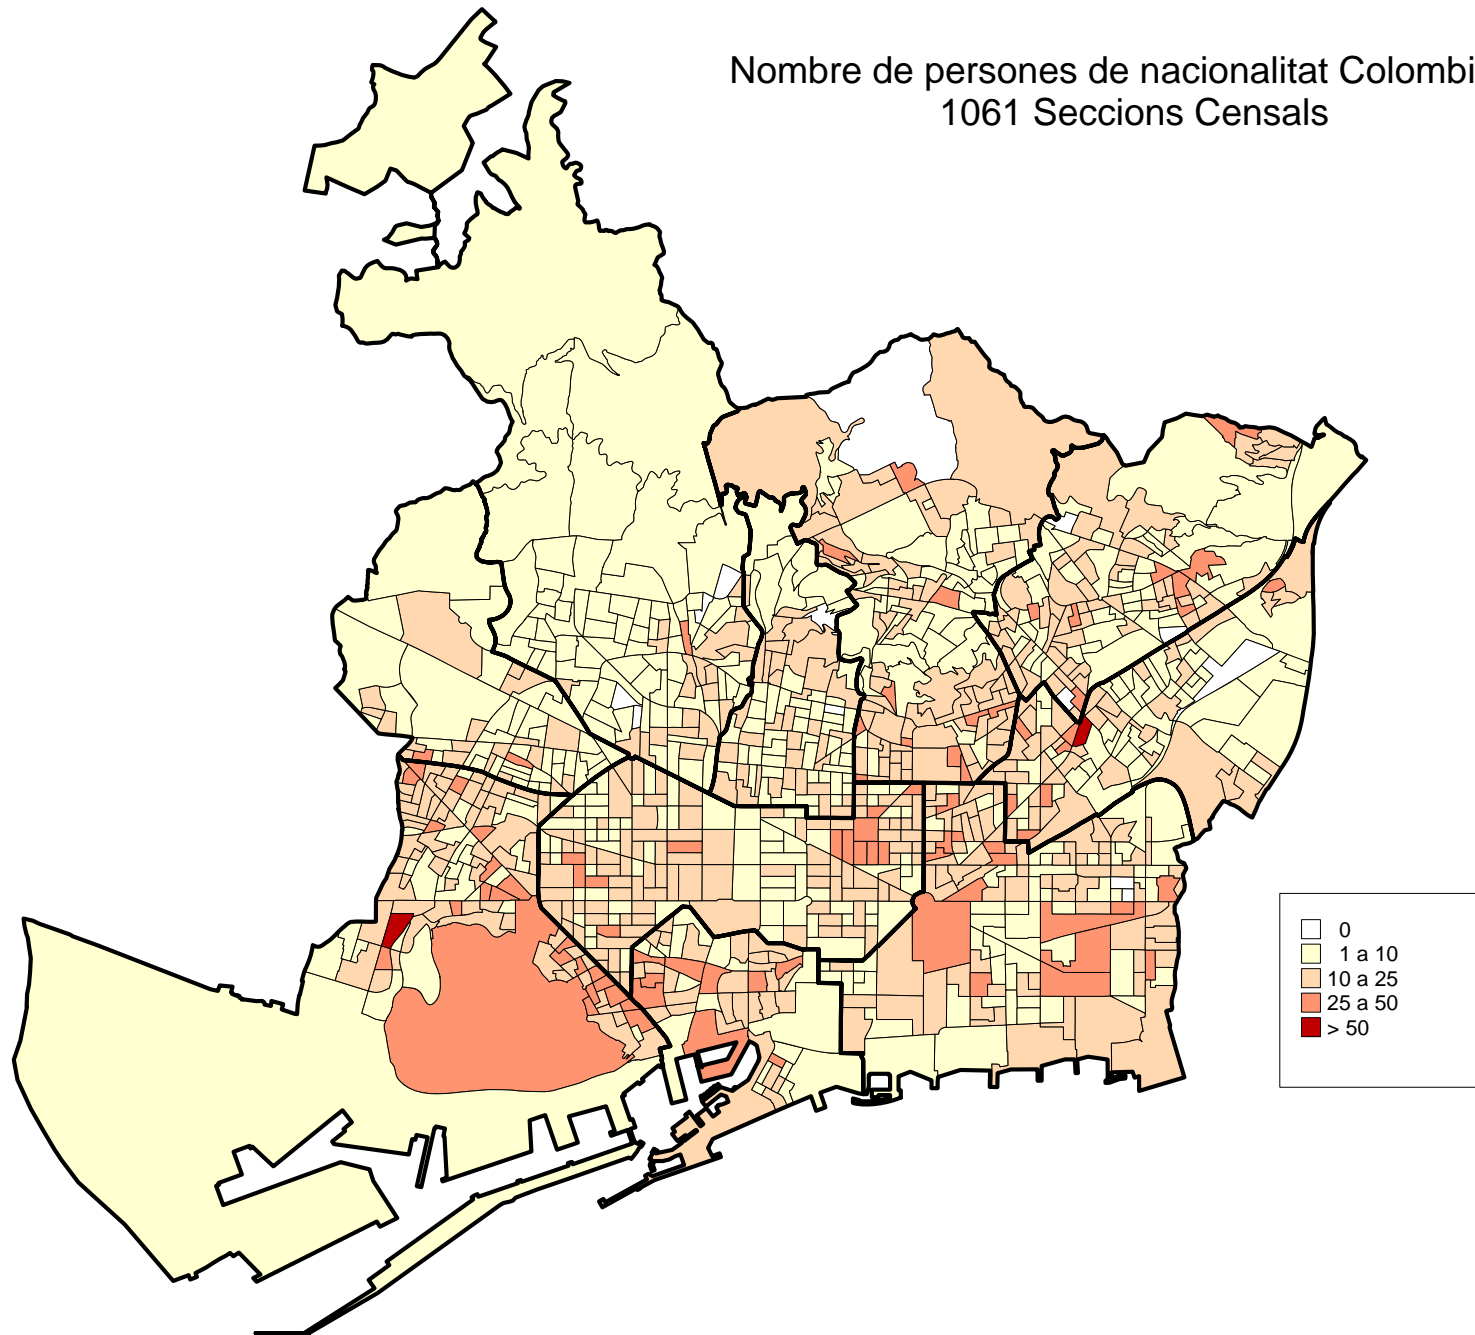 Nombre de persones de nacionalitat Colombi
1061 Seccions Censals
0
1 a 10
10 a 25
25 a 50
> 50